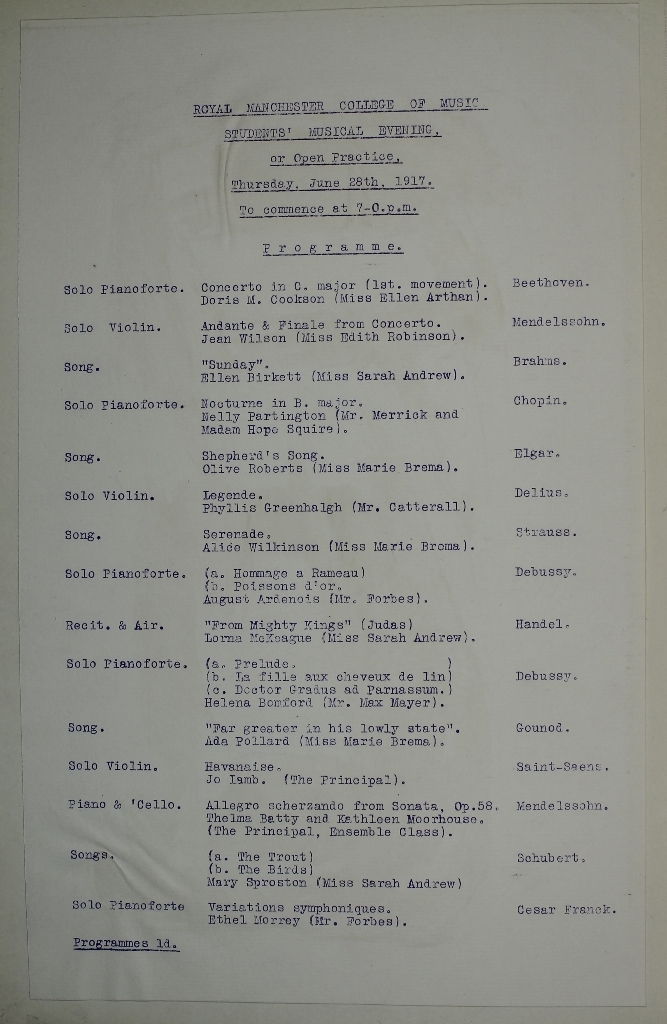 ROYAL MANCHESTER COLLEGE OF MUSIC
STUDENTS' MUSICAL EVENING,
or Open Practice,
Thursday, June 28th, 1917.
To commence at 7-0.p.m.
Programme.
Solo Pianoforte. Concerto in C. major (1st. movement). Beethoven.
Doris M. Cookson (Miss Ellen Arthan).
Solo Violin. Andante & Finale from Concerto. Mendelssohn.
Jean Wilson (Miss Edith Robinson).
Song. "Sunday". Brahms.
Ellen Birkett (Miss Sarah Andrew).
Solo Pianoforte. Nocturne in B. major. Chopin.
Nelly Partington (Mr. Merrick and
Madam Hope Squire).
Song. Shepherd's Song. Elgar.
Olive Roberts (Miss Marie Brema).
Solo Violin. Legende. Delius.
Phyllis Greenhalgh (Mr. Catterall).
Song. Serenade. Strauss.
Alice Wilkinson (Miss Marie Brema).
Solo Pianoforte. (a. Hommage a Rameau) Debussy.
(b. Poissons d'or.
August Ardenois (Mr. Forbes).
Recit. & Air. "From Mighty Kings" (Judas) Handel.
Lorna McKeague (Miss Sarah Andrew).
Solo Pianoforte. (a. Prelude. )
(b. La fille aux cheveux de lin) Debussy.
(c. Doctor Gradus ad Parnassum.)
Helena Bomford (Mr. Max Mayer).
Song. "Far greater in his lowly state". Gounod.
Ada Pollard (Miss Marie Brema).
Solo Violin. Havanaise. Saint-Saens.
Jo Lamb. (The Principal).
Piano & 'Cello. Allegro scherzando from Sonata, Op.58. Mendelssohn.
Thelma Batty and Kathleen Moorhouse.
(The Principal, Ensemble Class).
Songs. (a. The Trout) Schubert.
(b. The Birds)
Mary Sproston (Miss Sarah Andrew)
Solo Pianoforte Variations symphoniques. Cesar Franck.
Ethel Morrey (Mr. Forbes).
Programmes 1d.